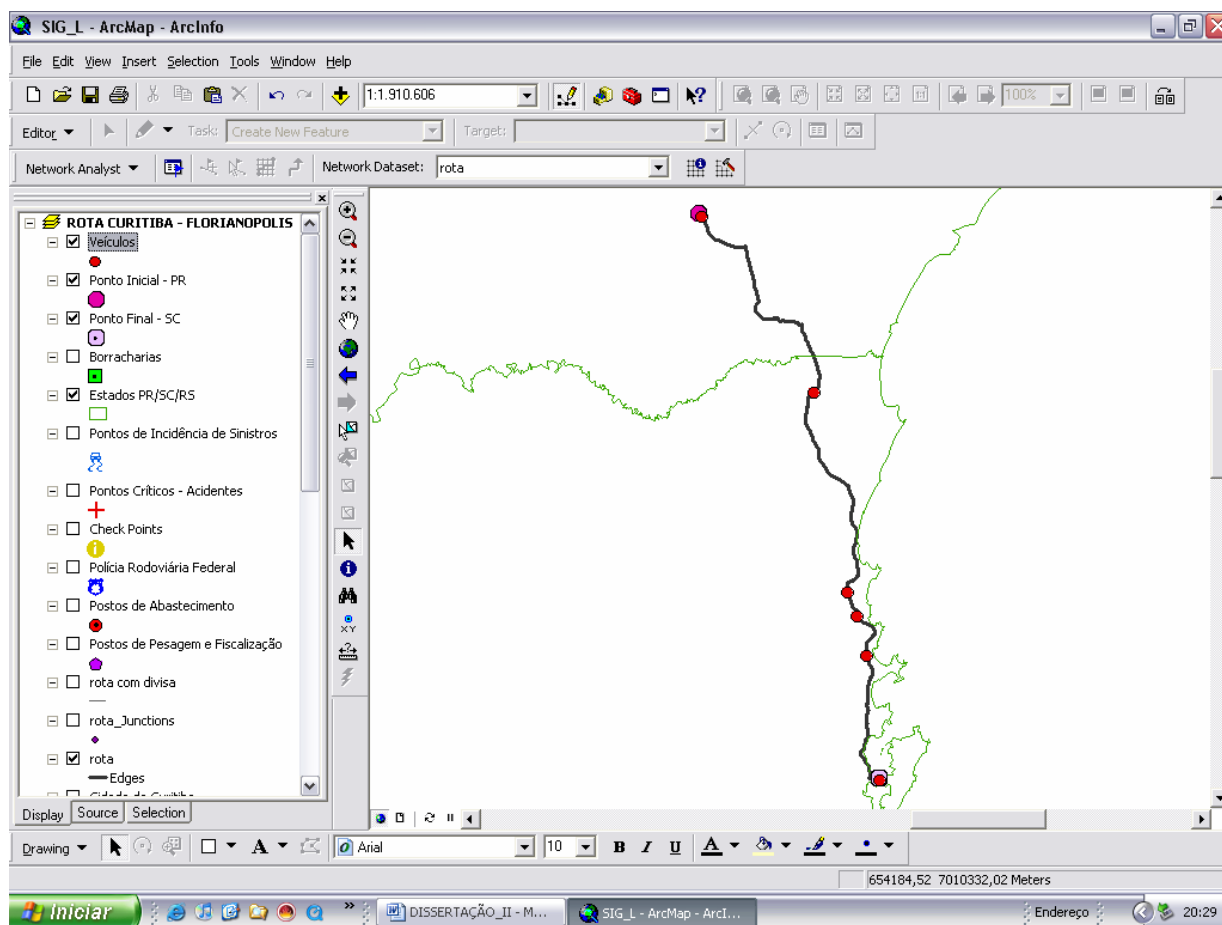 SIG_L - ArcMap - ArcInfo
File Edit View Insert Selection Tools Window Help
1:1.910.606
100%
Editor Task: Create New Feature Target:
Network Analyst Network Dataset: rota
ROTA CURITIBA - FLORIANOPOLIS
Veículos
Ponto Inicial - PR
Ponto Final - SC
Borracharias
Estados PR/SC/RS
Pontos de Incidência de Sinistros
Pontos Críticos - Acidentes
Check Points
Polícia Rodoviária Federal
Postos de Abastecimento
Postos de Pesagem e Fiscalização
rota com divisa
rota_Junctions
rota
Edges
Display Source Selection
Drawing A Arial 10 B I U A
654184,52 7010332,02 Meters
Iniciar » DISSERTAÇÃO_II - M... SIG_L - ArcMap - ArcI... Endereço 20:29